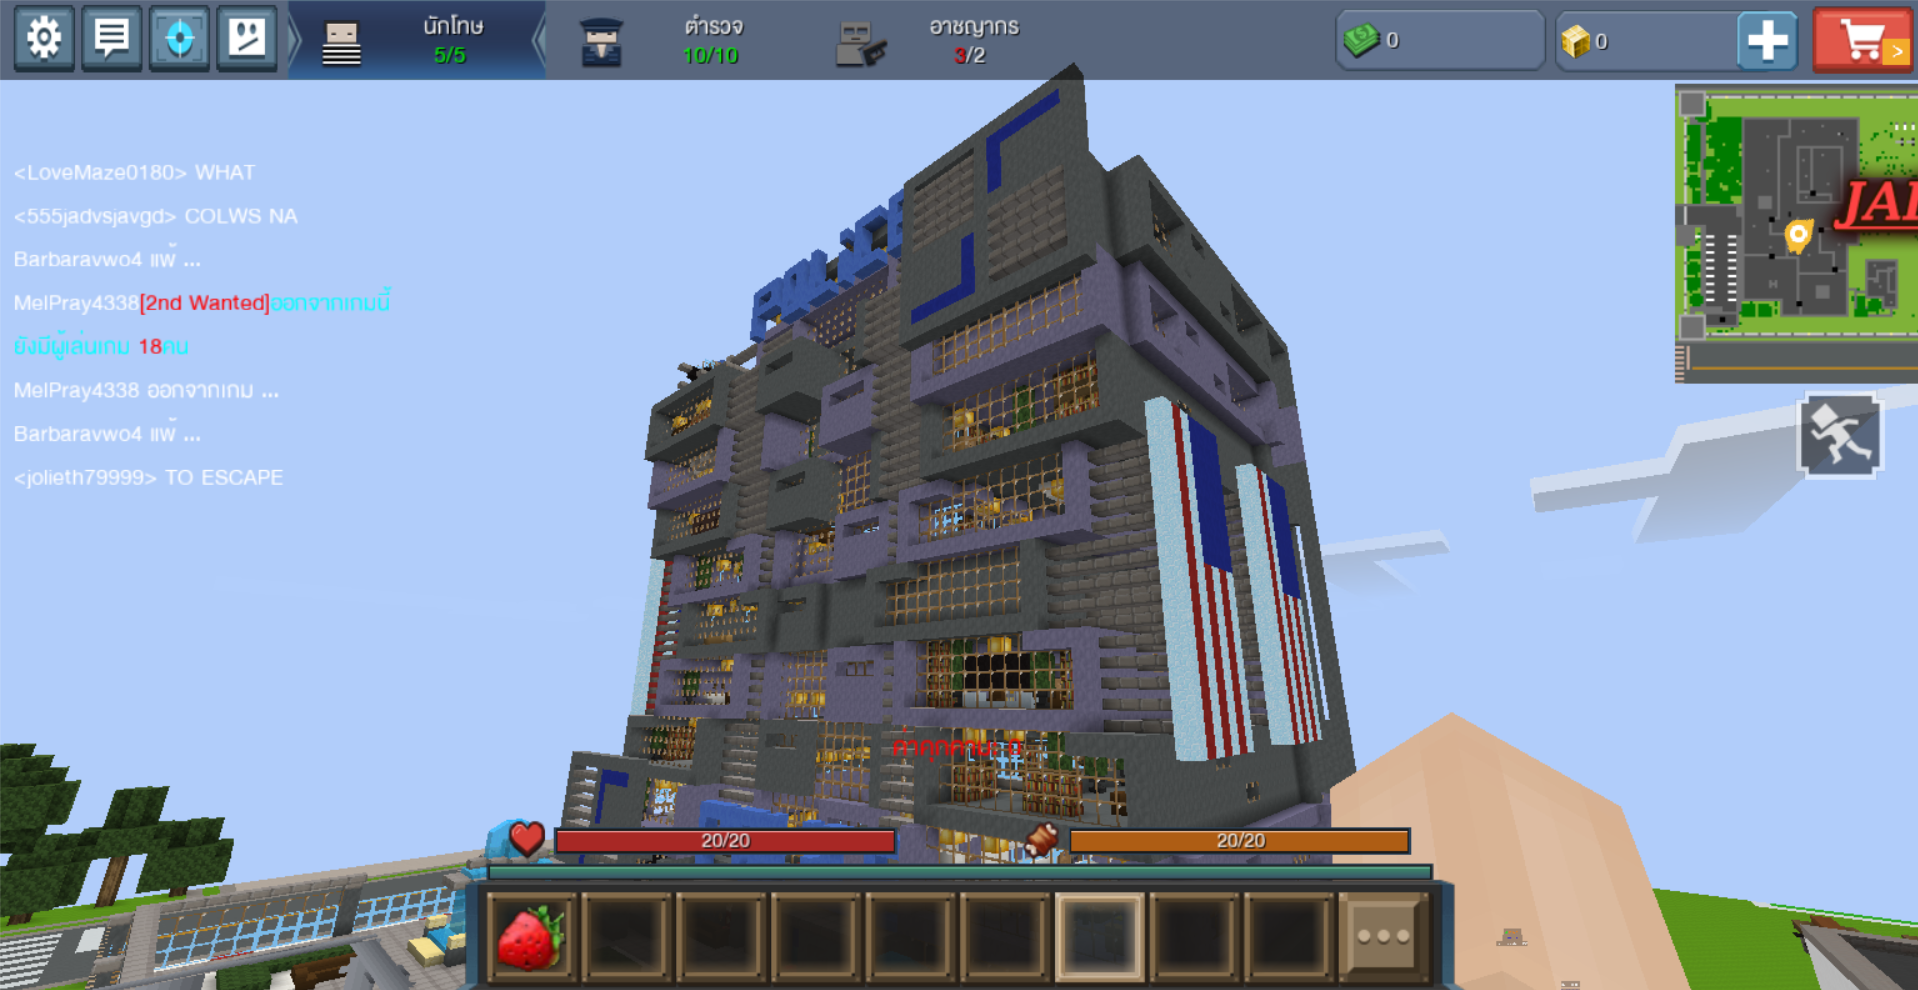 นักโทษ
5/5
ตำรวจ
10/10
อาชญากร
3/2
0
0
<LoveMaze0180> WHAT
<555jadvsjavgd> COLWS NA
Barbaravwo4 แพ้ ...
MelPray4338[2nd Wanted]ออกจากเกมนี้
ยังมีผู้เล่นเกม 18คน
MelPray4338 ออกจากเกม ...
Barbaravwo4 แพ้ ...
<jolieth79999> TO ESCAPE
POLICE
20/20
20/20